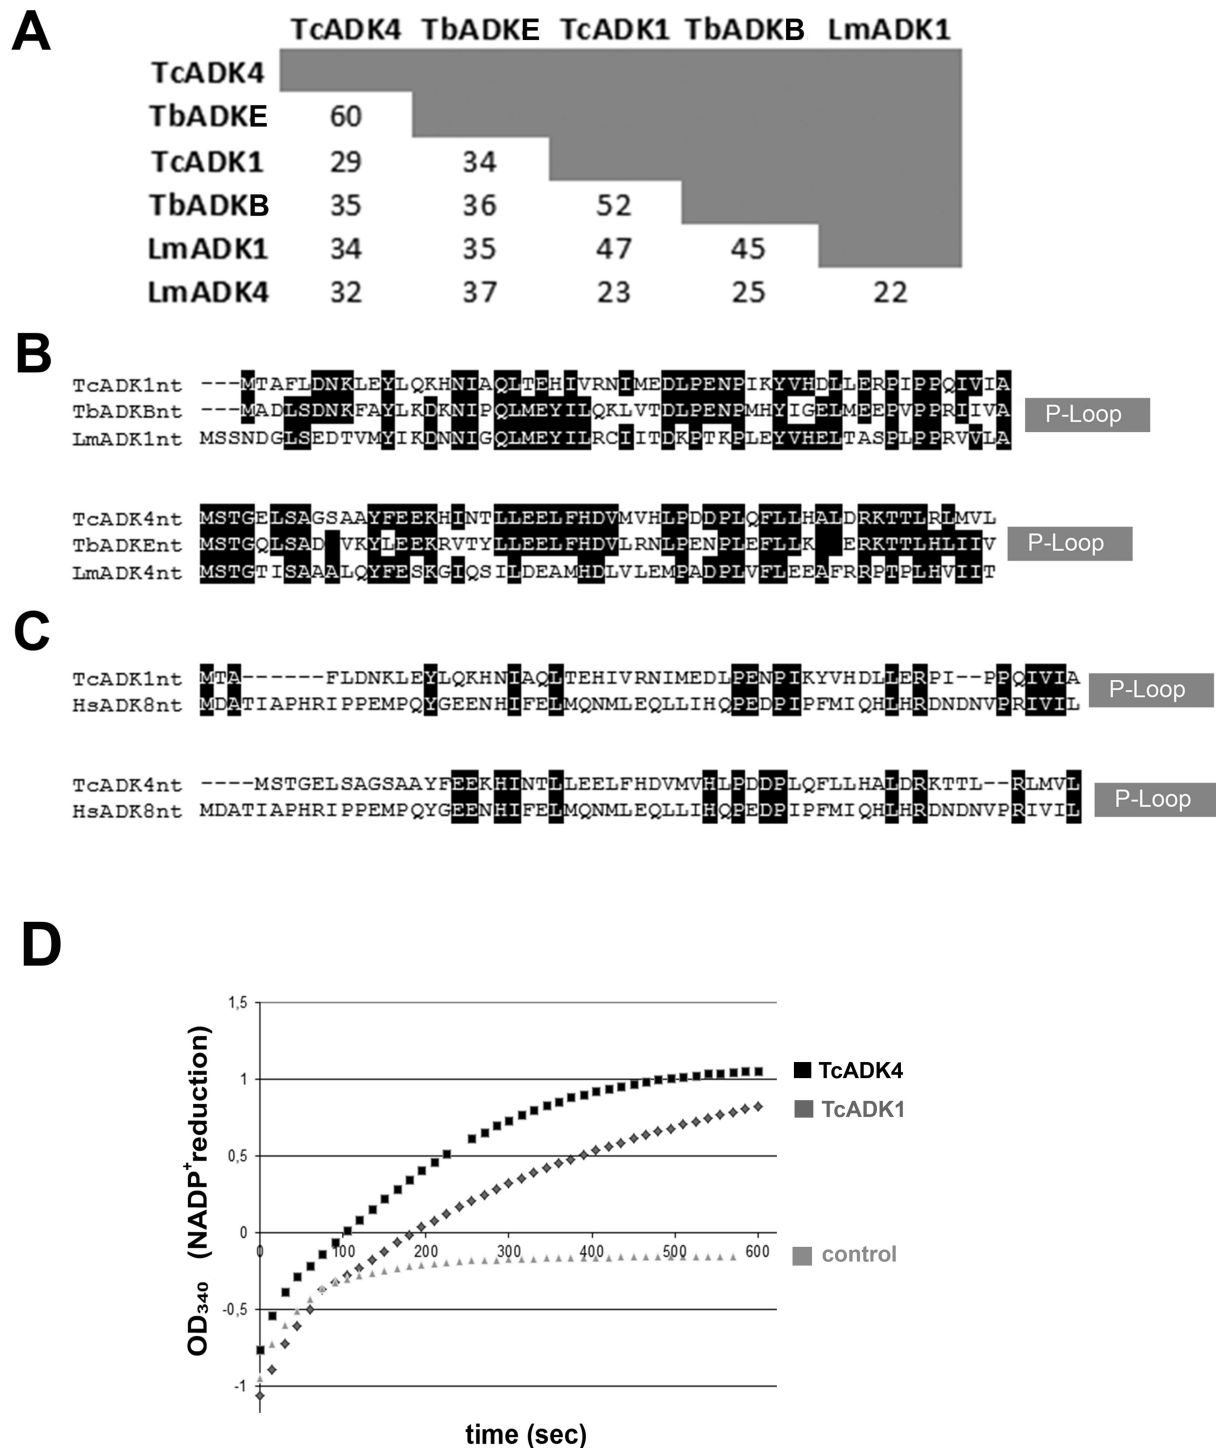 A
TcADK4 TbADKE TcADK1 TbADKB LmADK1
TcADK4
TbADKE 60
TcADK1 29 34
TbADKB 35 36 52
LmADK1 34 35 47 45
LmADK4 32 37 23 25 22
B
TcADK1nt ---MTAFLDNKLEYLQKHNIAQLTEHIVRNIMEDLPENPIKYVHDLLERPIPPQIVIA
TbADKBnt ---MADLSDNKFAYLKDKNIPQLMEYILQKLVTDLPENPMHYIGELMEEPVPPRIIVA P-Loop
LmADK1nt MSSNDGLSEDTVMYIKDNNIGQLMEYILRCIITDKPTKPLEYVHELTASPLPPRVVLA
TcADK4nt MSTGELSAGSAAYFEEKHINTLLEELFHDVMVHLPDDPLQFLLHALDRKTTLRLMVL
TbADKEnt MSTGQLSAD VKYLEEKRVTYLLEELFHDVLRNLPENPLEFLLK ERKTTLHLIIV P-Loop
LmADK4nt MSTGTISAAALQYFESKGIQSILDEAMHDLVLEMPADPLVFLEEAFRRPTPLHVIIT
C
TcADK1nt MTA------FLDNKLEYLQKHNIAQLTEHIVRNIMEDLPENPIKYVHDLLERPI--PPQIVIA P-Loop
HsADK8nt MDATIAPHRIPPEMPQYGEENHIFELMQNMLEQLLIHQPEDPIPFMIQHLHRDNDNVPRIVIL
TcADK4nt ----MSTGELSAGSAAYFEEKHINTLLEELFHDVMVHLPDDPLQFLLHALDRKTTL--RLMVL P-Loop
HsADK8nt MDATIAPHRIPPEMPQYGEENHIFELMQNMLEQLLIHQPEDPIPFMIQHLHRDNDNVPRIVIL
D
OD₃₄₀ (NADP⁺reduction)
1,5
1
0,5
0
-0,5
-1
0 100 200 300 400 500 600
TcADK4
TcADK1
control
time (sec)